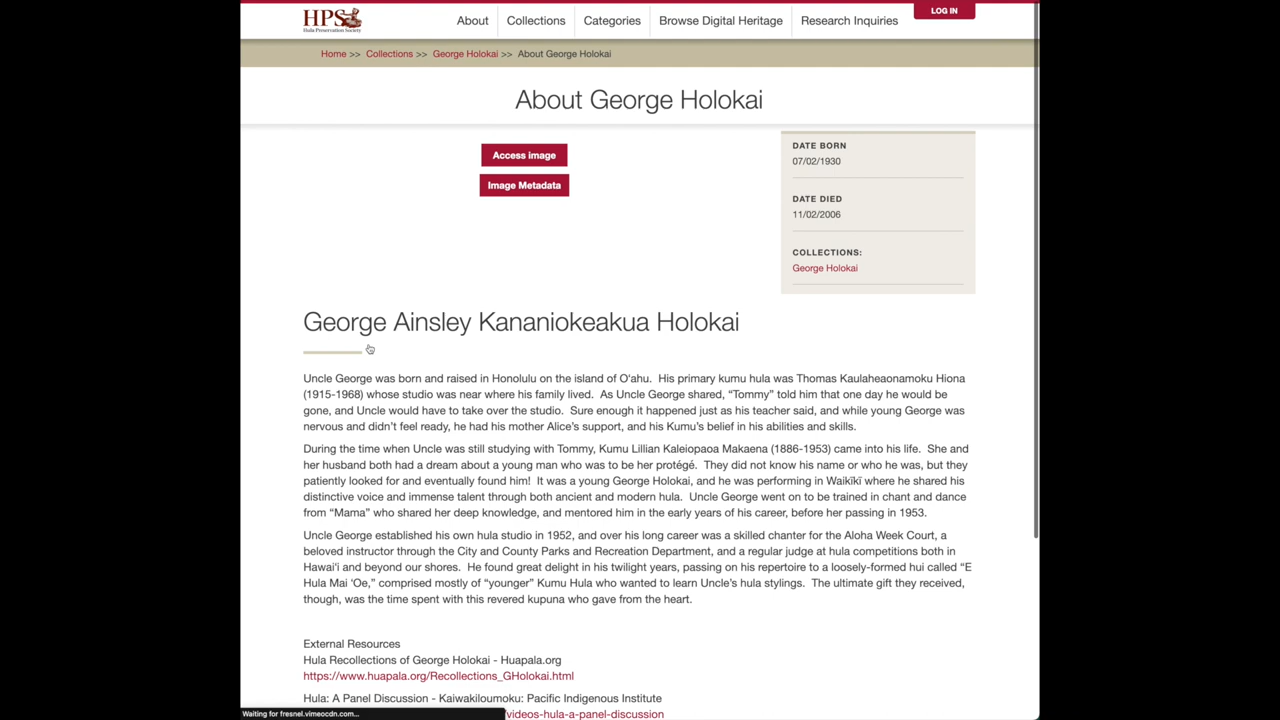 HPS
Hula Preservation Society
About
Collections
Categories
Browse Digital Heritage
Research Inquiries
LOG IN
Home >> Collections >> George Holokai >> About George Holokai
About George Holokai
Access image
Image Metadata
DATE BORN
07/02/1930
DATE DIED
11/02/2006
COLLECTIONS:
George Holokai
George Ainsley Kananiokeakua Holokai
Uncle George was born and raised in Honolulu on the island of O‘ahu. His primary kumu hula was Thomas Kaulaheaonamoku Hiona
(1915-1968) whose studio was near where his family lived. As Uncle George shared, “Tommy” told him that one day he would be
gone, and Uncle would have to take over the studio. Sure enough it happened just as his teacher said, and while young George was
nervous and didn’t feel ready, he had his mother Alice’s support, and his Kumu’s belief in his abilities and skills.
During the time when Uncle was still studying with Tommy, Kumu Lillian Kaleiopaoa Makaena (1886-1953) came into his life. She and
her husband both had a dream about a young man who was to be her protégé. They did not know his name or who he was, but they
patiently looked for and eventually found him! It was a young George Holokai, and he was performing in Waikīkī where he shared his
distinctive voice and immense talent through both ancient and modern hula. Uncle George went on to be trained in chant and dance
from “Mama” who shared her deep knowledge, and mentored him in the early years of his career, before her passing in 1953.
Uncle George established his own hula studio in 1952, and over his long career was a skilled chanter for the Aloha Week Court, a
beloved instructor through the City and County Parks and Recreation Department, and a regular judge at hula competitions both in
Hawai‘i and beyond our shores. He found great delight in his twilight years, passing on his repertoire to a loosely-formed hui called “E
Hula Mai ‘Oe,” comprised mostly of “younger” Kumu Hula who wanted to learn Uncle’s hula stylings. The ultimate gift they received,
though, was the time spent with this revered kupuna who gave from the heart.
External Resources
Hula Recollections of George Holokai - Huapala.org
https://www.huapala.org/Recollections_GHolokai.html
Hula: A Panel Discussion - Kaiwakiloumoku: Pacific Indigenous Institute
/videos-hula-a-panel-discussion
Waiting for fresnel.vimeocdn.com...